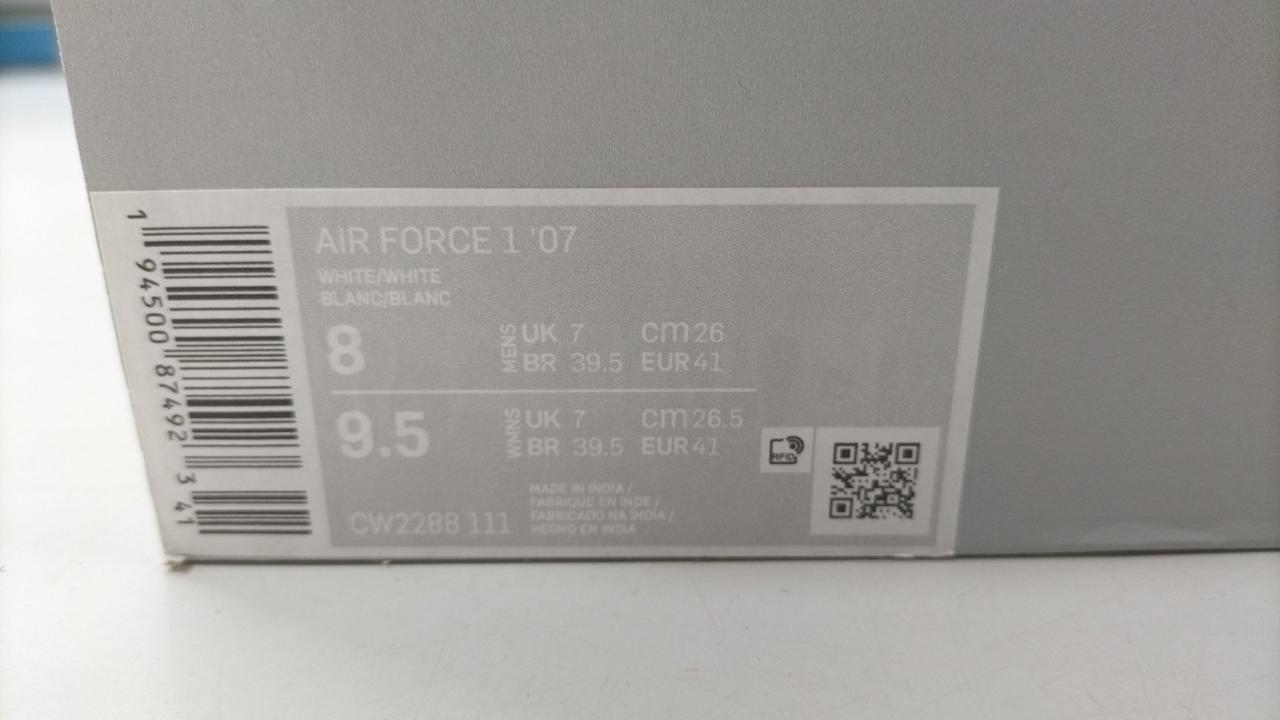 AIR FORCE 1 '07
WHITE/WHITE
BLANC/BLANC
8
MENS
UK 7 cm 26
BR 39.5 EUR 41
9.5
WMNS
UK 7 cm 26.5
BR 39.5 EUR 41
RFID
MADE IN INDIA /
FABRIQUE EN INDE /
FABRICADO NA ÍNDIA /
HECHO EN INDIA
CW2288 111
1 94500 87492 3 41